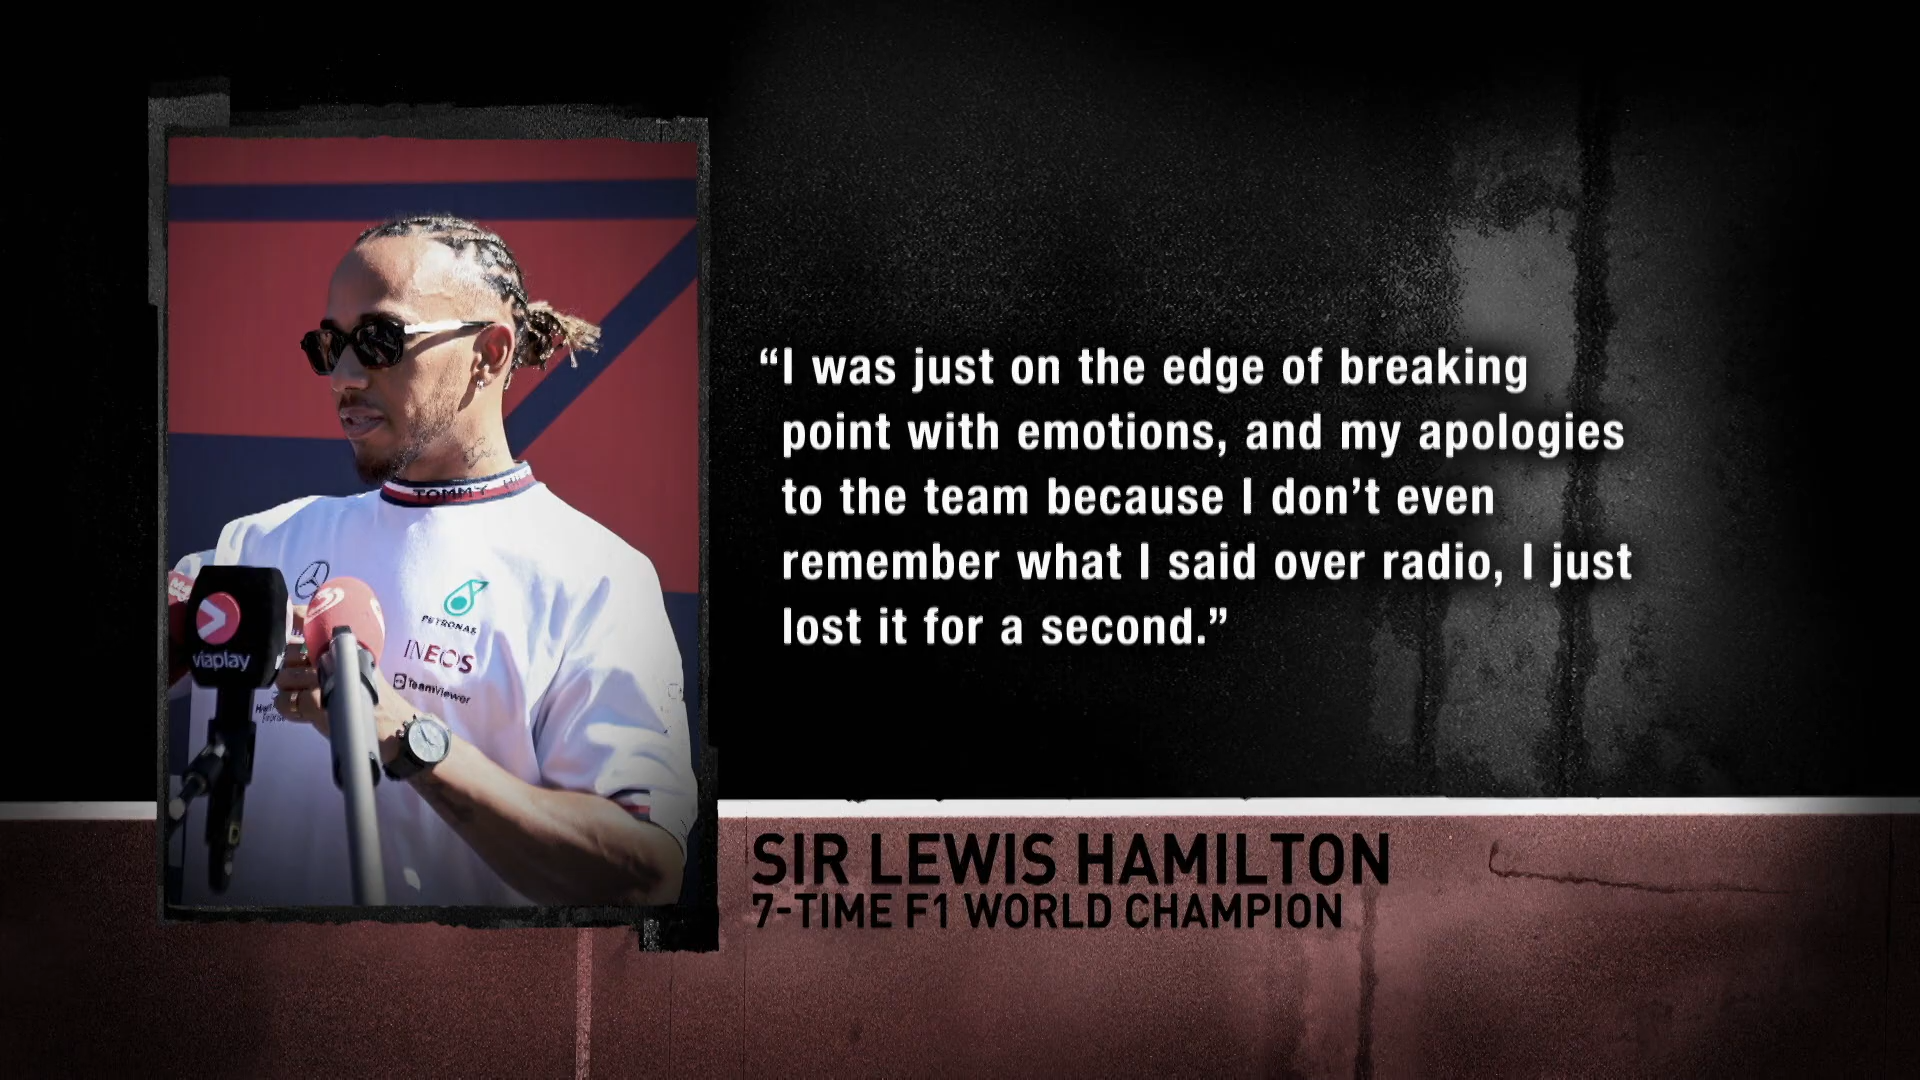 “I was just on the edge of breaking
point with emotions, and my apologies
to the team because I don’t even
remember what I said over radio, I just
lost it for a second.”
SIR LEWIS HAMILTON
7-TIME F1 WORLD CHAMPION
TOMMY
PETRONAS
INEOS
TeamViewer
viaplay
3